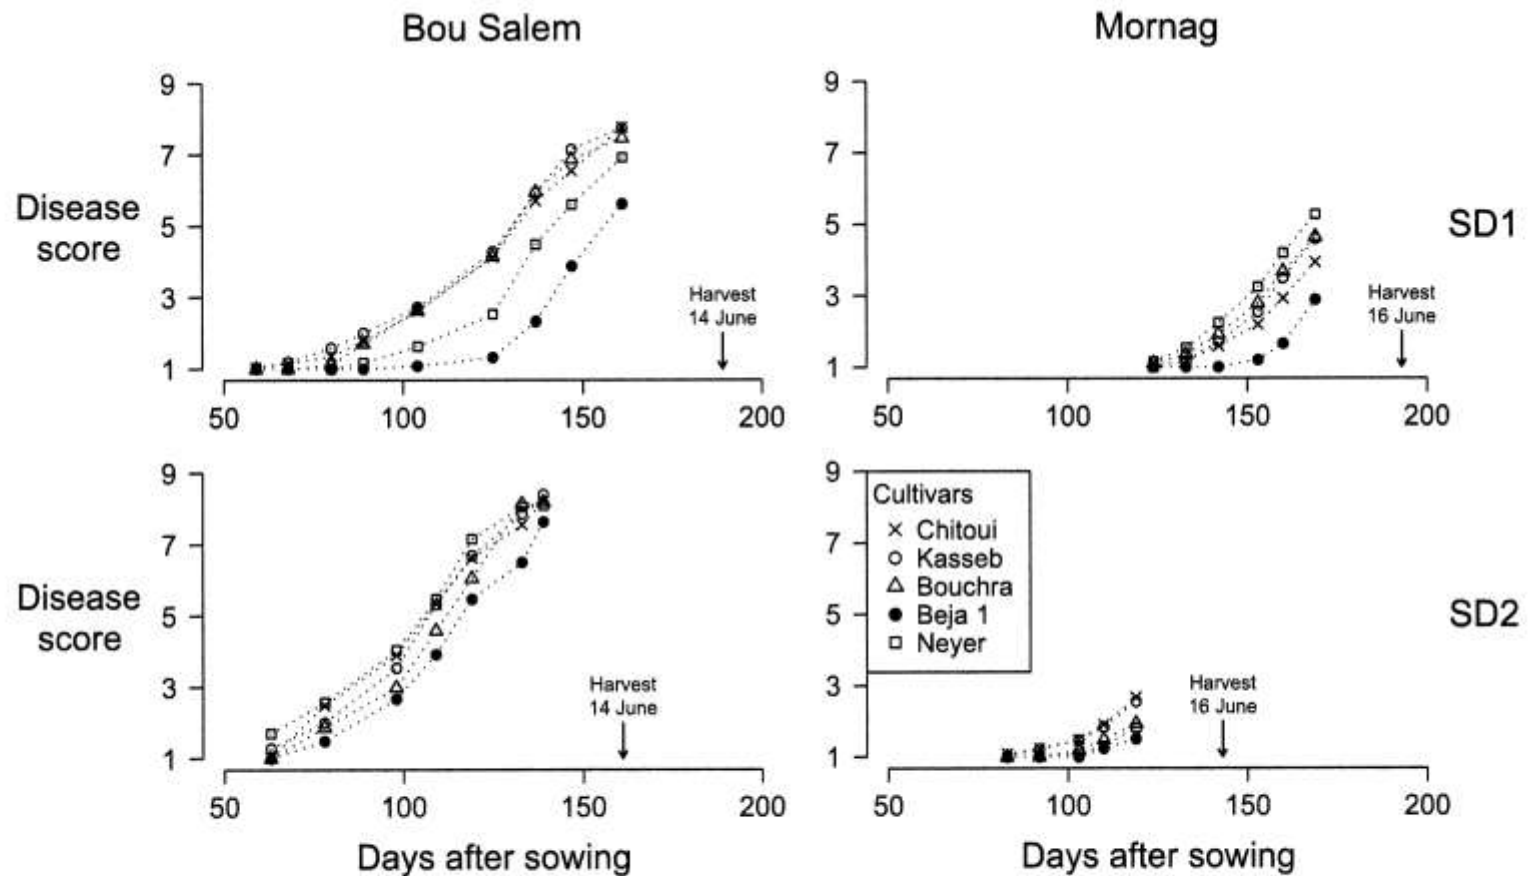 Bou Salem
Mornag
9
7
5
3
1
Disease
score
Harvest
14 June
50
100
150
200
9
7
5
3
1
Harvest
16 June
50
100
150
200
SD1
9
7
5
3
1
Disease
score
Harvest
14 June
50
100
150
200
Days after sowing
9
7
5
3
1
Cultivars
Chitoui
Kasseb
Bouchra
Beja 1
Neyer
Harvest
16 June
50
100
150
200
Days after sowing
SD2